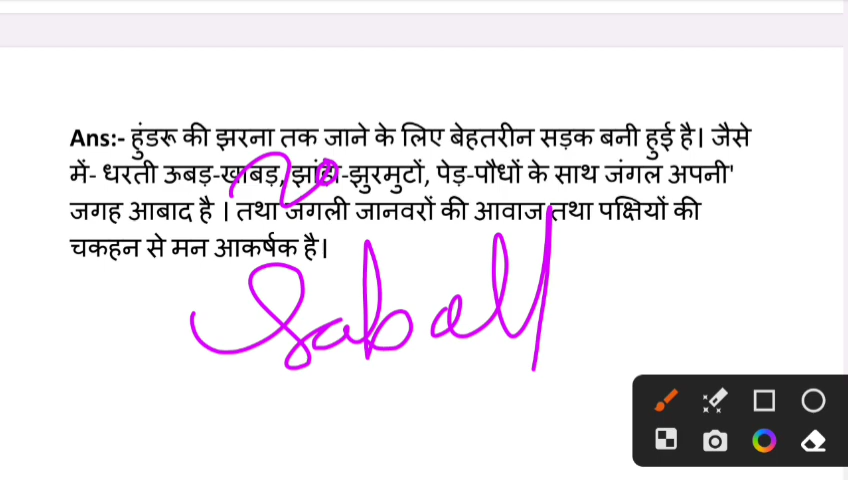 Ans:- हुंडरू की झरना तक जाने के लिए बेहतरीन सड़क बनी हुई है। जैसे
में- धरती ऊबड़-खाबड़, झांड़ी-झुरमुटों, पेड़-पौधों के साथ जंगल अपनी'
जगह आबाद है । तथा जंगली जानवरों की आवाज तथा पक्षियों की
चकहन से मन आकर्षक है।